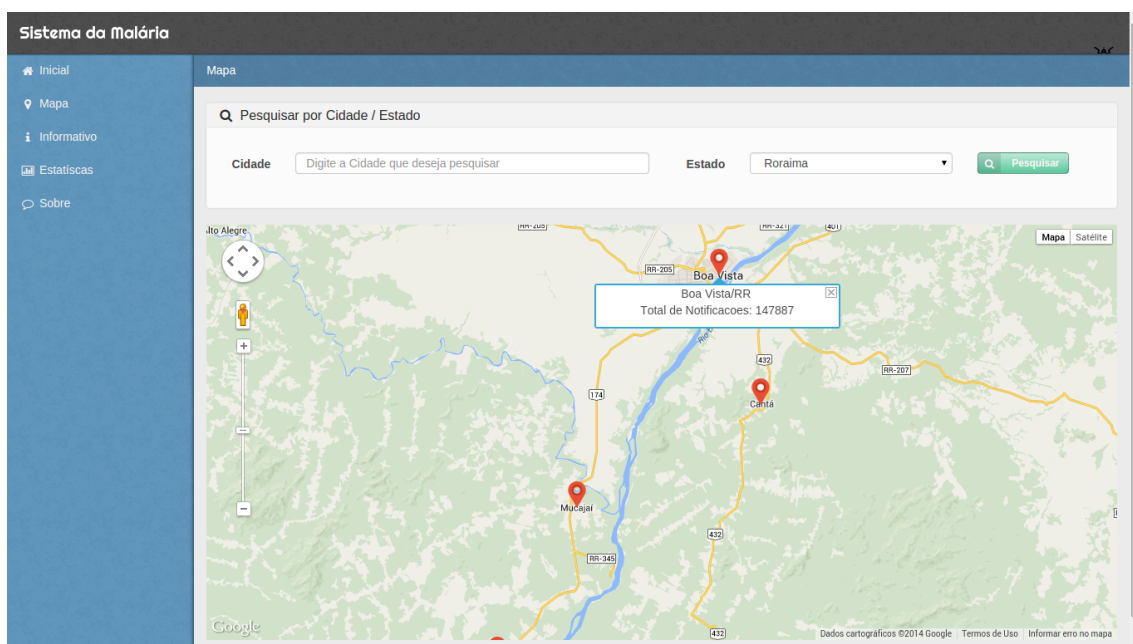 Sistema da Malária
Inicial
Mapa
Informativo
Estatíscas
Sobre
Mapa
Pesquisar por Cidade / Estado
Cidade
Digite a Cidade que deseja pesquisar
Estado
Roraima
Pesquisar
lto Alegre
RR-205
RR-321
401
Mapa
Satélite
RR-205
Boa Vista
Boa Vista/RR
Total de Notificacoes: 147887
432
RR-207
174
Cantá
Mucajaí
432
RR-345
432
Google
Dados cartográficos ©2014 Google
Termos de Uso
Informar erro no mapa